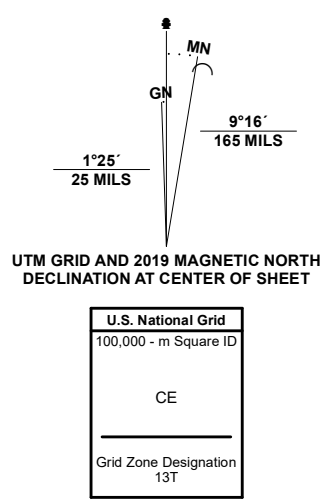 MN
GN
9°16´
165 MILS
1°25´
25 MILS
UTM GRID AND 2019 MAGNETIC NORTH
DECLINATION AT CENTER OF SHEET
U.S. National Grid
100,000 - m Square ID
CE
Grid Zone Designation
13T